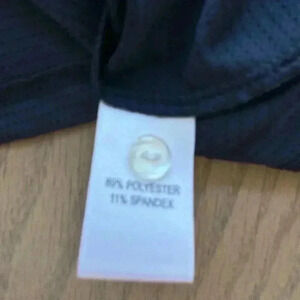 89% POLYESTER
11% SPANDEX